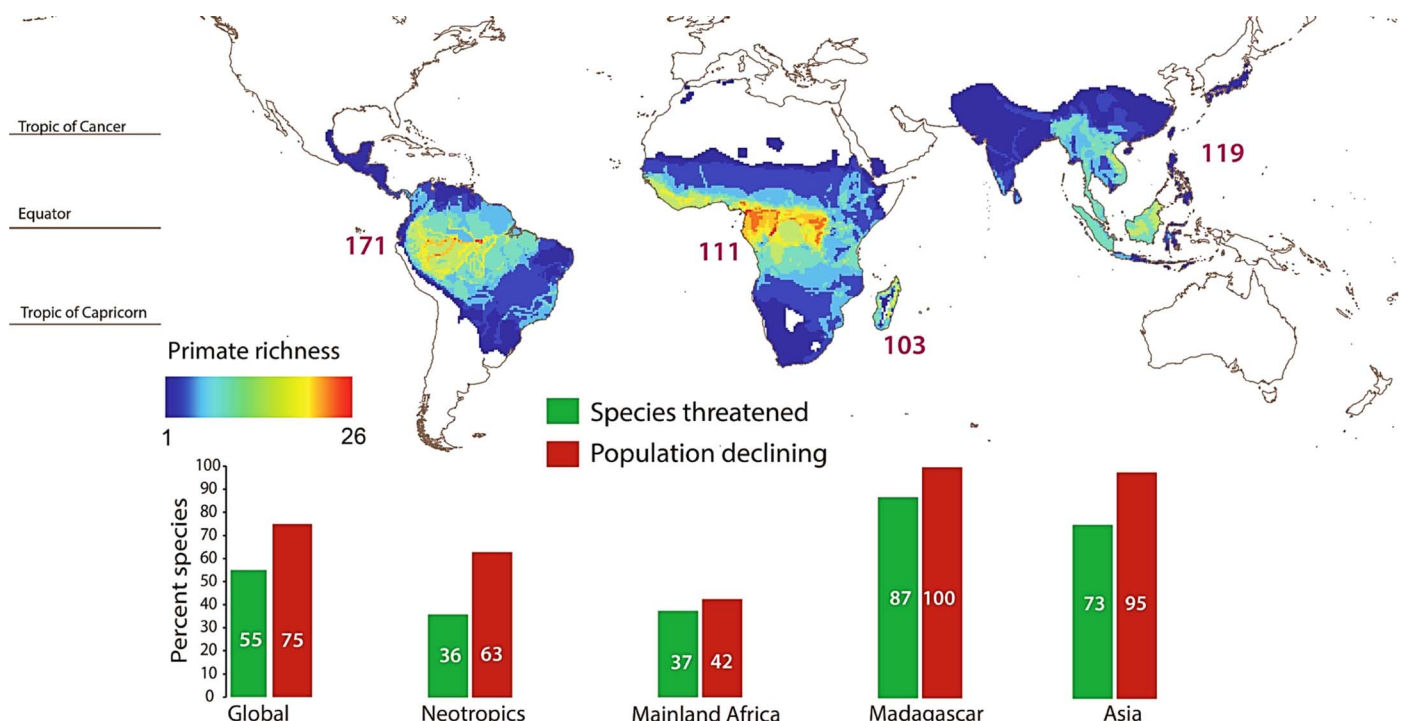 Tropic of Cancer
119
Equator
171
111
Tropic of Capricorn
103
Primate richness
1 26
Species threatened
Population declining
Percent species
100
90
80
70
60
50
40
30
20
10
0
55 75
36 63
37 42
87 100
73 95
Global Neotropics Mainland Africa Madagascar Asia